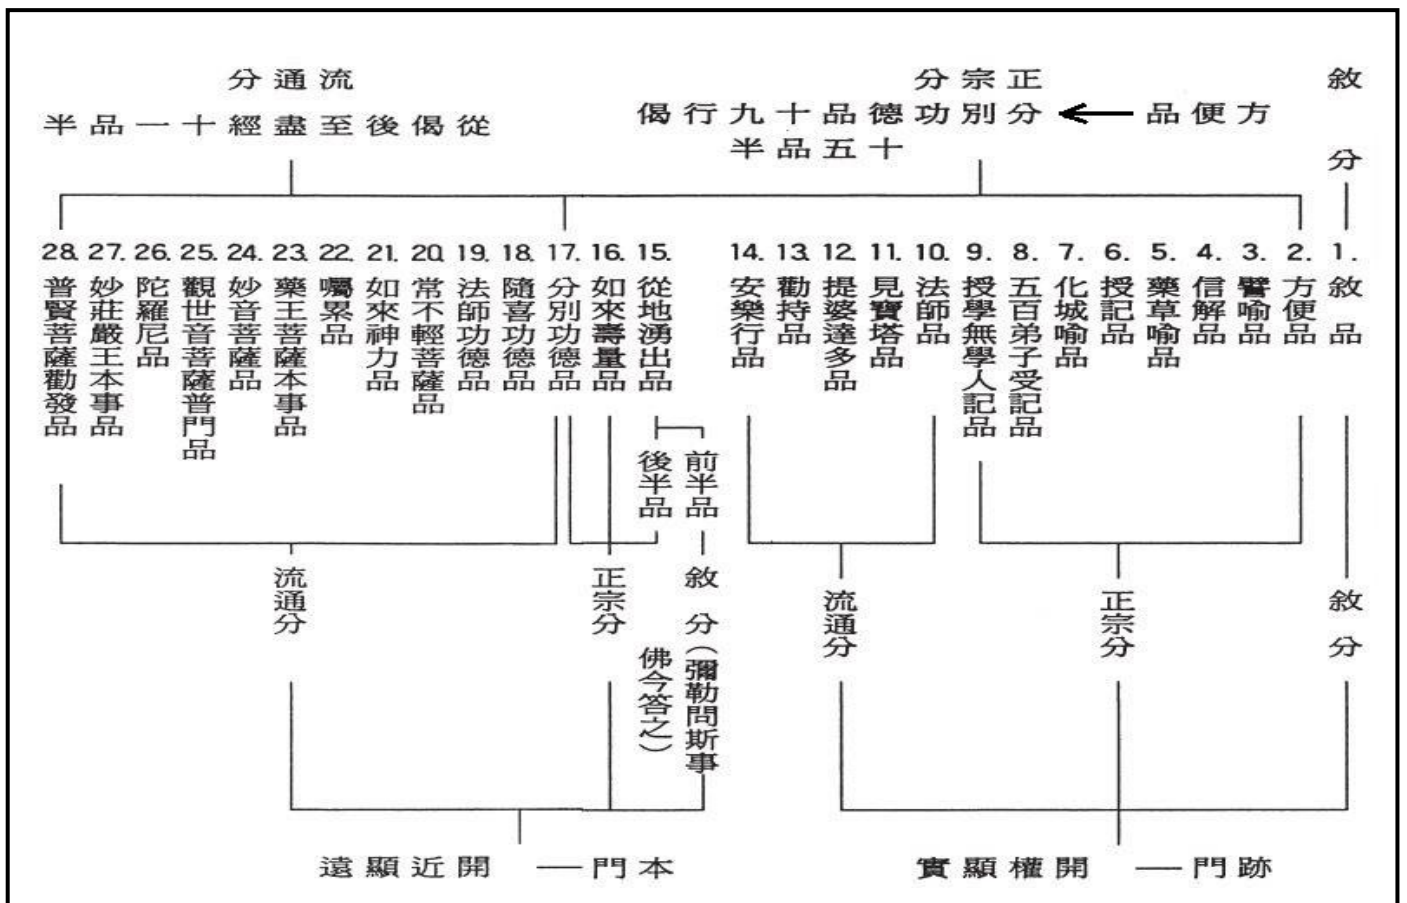 敘分
方便品
正宗分
分別功德品十九行偈
十五品半
流通分
從偈後至盡經十一品半
1. 敘品
2. 方便品
3. 譬喻品
4. 信解品
5. 藥草喻品
6. 授記品
7. 化城喻品
8. 五百弟子受記品
9. 授學無學人記品
10. 法師品
11. 見寶塔品
12. 提婆達多品
13. 勸持品
14. 安樂行品
15. 從地湧出品
16. 如來壽量品
17. 分別功德品
18. 隨喜功德品
19. 法師功德品
20. 常不輕菩薩品
21. 如來神力品
22. 囑累品
23. 藥王菩薩本事品
24. 妙音菩薩品
25. 觀世音菩薩普門品
26. 陀羅尼品
27. 妙莊嚴王本事品
28. 普賢菩薩勸發品
前半品
後半品
敘分
正宗分
流通分
敘分(彌勒問斯事
佛今答之)
正宗分
流通分
跡門 — 開權顯實
本門 — 開近顯遠